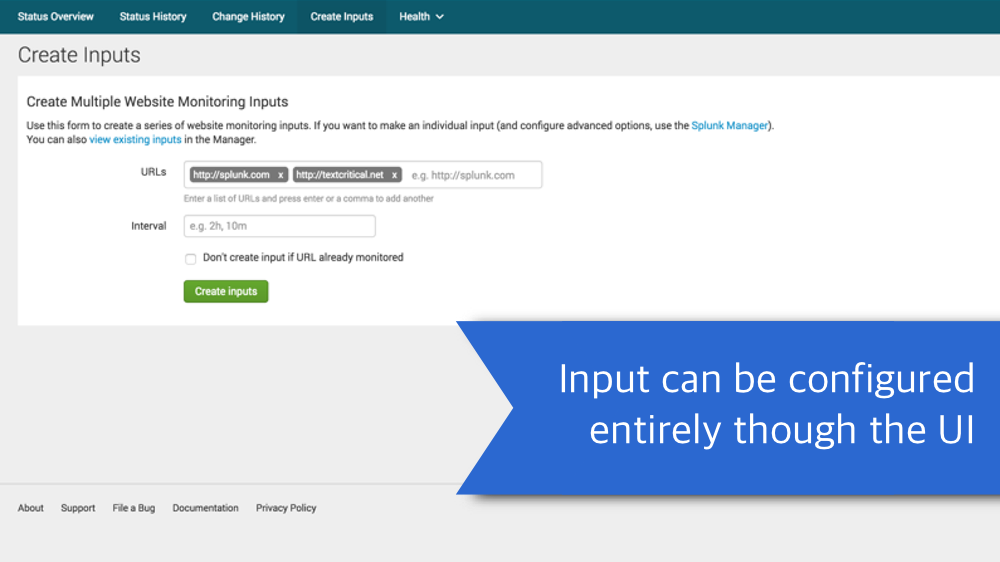 Status Overview Status History Change History Create Inputs Health
Create Inputs
Create Multiple Website Monitoring Inputs
Use this form to create a series of website monitoring inputs. If you want to make an individual input (and configure advanced options, use the Splunk Manager).
You can also view existing inputs in the Manager.
URLs http://splunk.com x http://textcritical.net x e.g. http://splunk.com
Enter a list of URLs and press enter or a comma to add another
Interval e.g. 2h, 10m
Don't create input if URL already monitored
Create inputs
Input can be configured
entirely though the UI
About Support File a Bug Documentation Privacy Policy